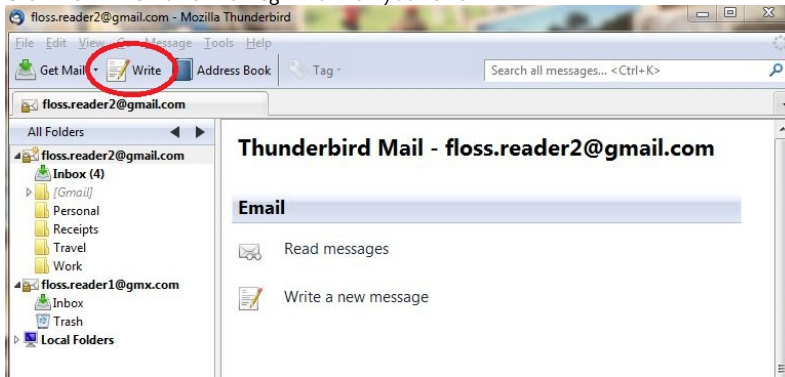 floss.reader2@gmail.com - Mozilla Thunderbird
File Edit View Go Message Tools Help
Get Mail Write Address Book Tag Search all messages... <Ctrl+K>
floss.reader2@gmail.com
All Folders
floss.reader2@gmail.com
Inbox (4)
[Gmail]
Personal
Receipts
Travel
Work
floss.reader1@gmx.com
Inbox
Trash
Local Folders
Thunderbird Mail - floss.reader2@gmail.com
Email
Read messages
Write a new message